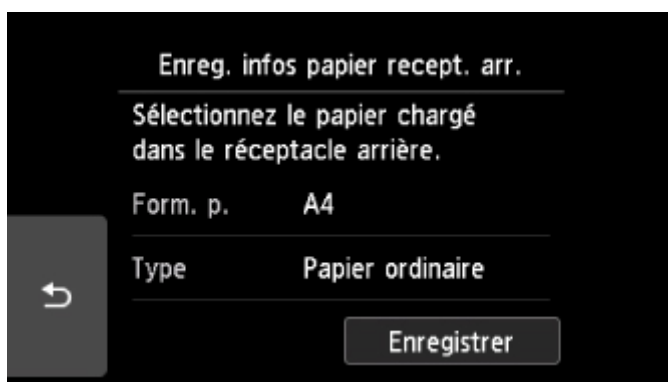 Enreg. infos papier recept. arr.
Sélectionnez le papier chargé
dans le réceptacle arrière.
Form. p. A4
Type Papier ordinaire
Enregistrer